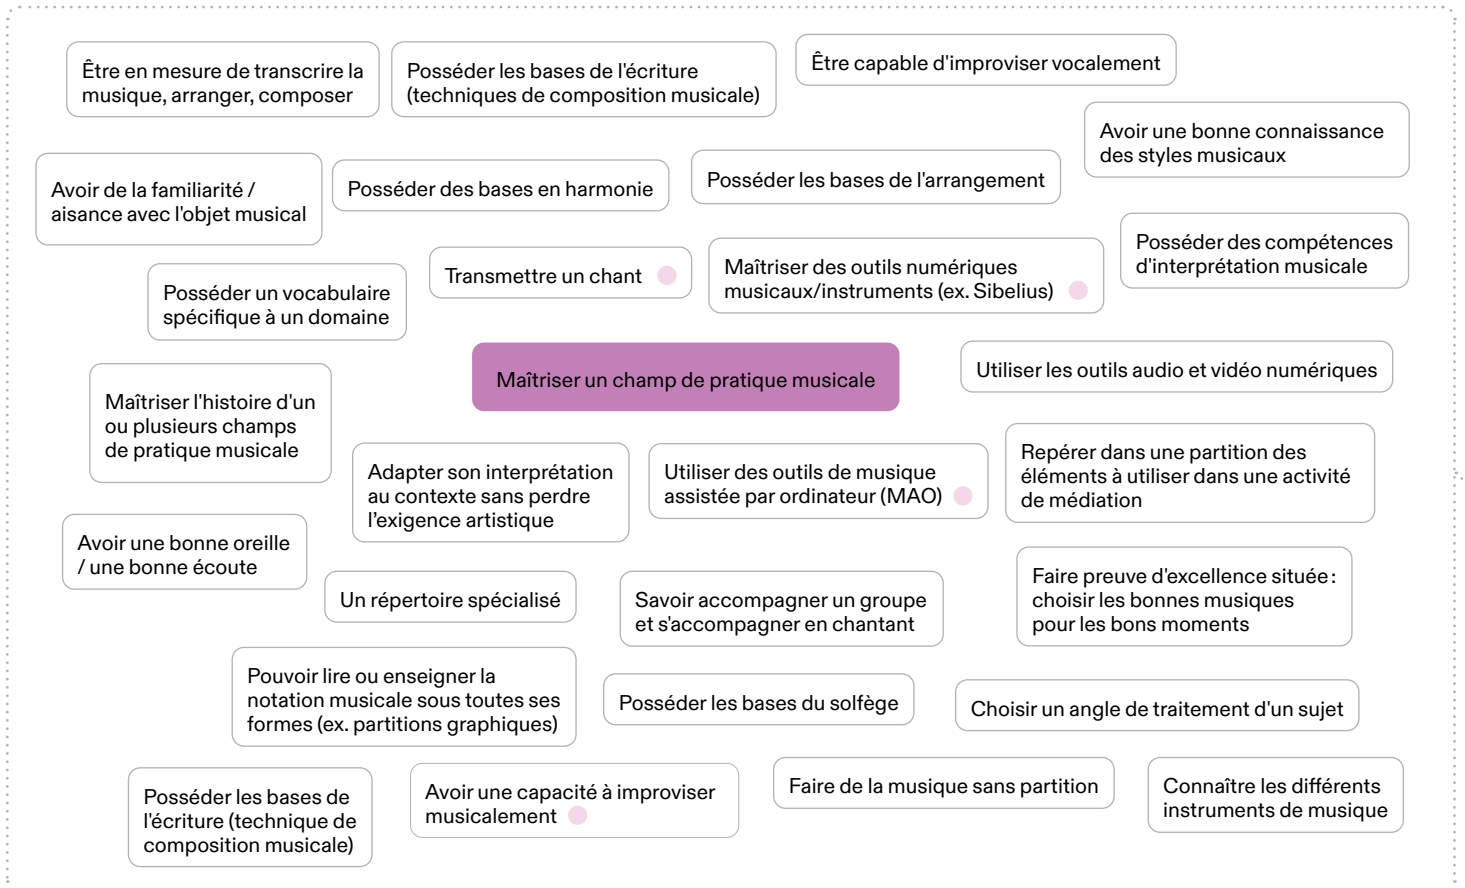 Être en mesure de transcrire la
musique, arranger, composer
Posséder les bases de l'écriture
(techniques de composition musicale)
Être capable d'improviser vocalement
Avoir une bonne connaissance
des styles musicaux
Avoir de la familiarité /
aisance avec l'objet musical
Posséder des bases en harmonie
Posséder les bases de l'arrangement
Posséder des compétences
d'interprétation musicale
Posséder un vocabulaire
spécifique à un domaine
Transmettre un chant
Maîtriser des outils numériques
musicaux/instruments (ex. Sibelius)
Maîtriser un champ de pratique musicale
Utiliser les outils audio et vidéo numériques
Maîtriser l'histoire d'un
ou plusieurs champs
de pratique musicale
Adapter son interprétation
au contexte sans perdre
l’exigence artistique
Utiliser des outils de musique
assistée par ordinateur (MAO)
Repérer dans une partition des
éléments à utiliser dans une activité
de médiation
Avoir une bonne oreille
/ une bonne écoute
Un répertoire spécialisé
Savoir accompagner un groupe
et s'accompagner en chantant
Faire preuve d'excellence située :
choisir les bonnes musiques
pour les bons moments
Pouvoir lire ou enseigner la
notation musicale sous toutes ses
formes (ex. partitions graphiques)
Posséder les bases du solfège
Choisir un angle de traitement d'un sujet
Posséder les bases de
l'écriture (technique de
composition musicale)
Avoir une capacité à improviser
musicalement
Faire de la musique sans partition
Connaître les différents
instruments de musique